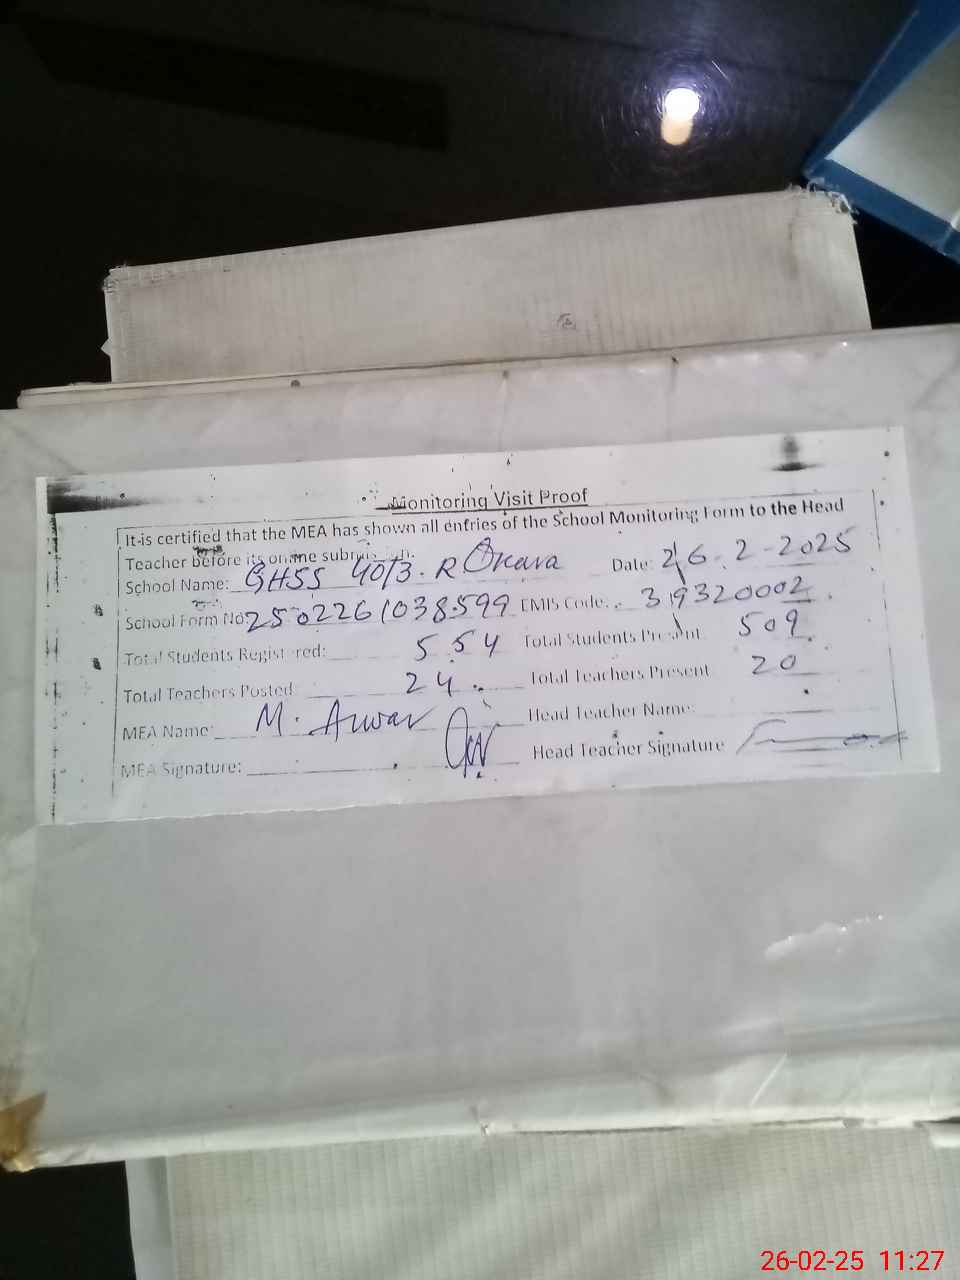 Monitoring Visit Proof
It is certified that the MEA has shown all entries of the School Monitoring Form to the Head
Teacher before its online submis
School Name: GHSS 40/3.R Okara Date: 26.2-2025
School Form No 2502261038599 EMIS Code: 39320002
Total Students Registered: 554 Total Students Present 509
Total Teachers Posted 24 Total Teachers Present 20
MEA Name: M. Anwar Head Teacher Name:
MEA Signature: Head Teacher Signature
26-02-25 11:27